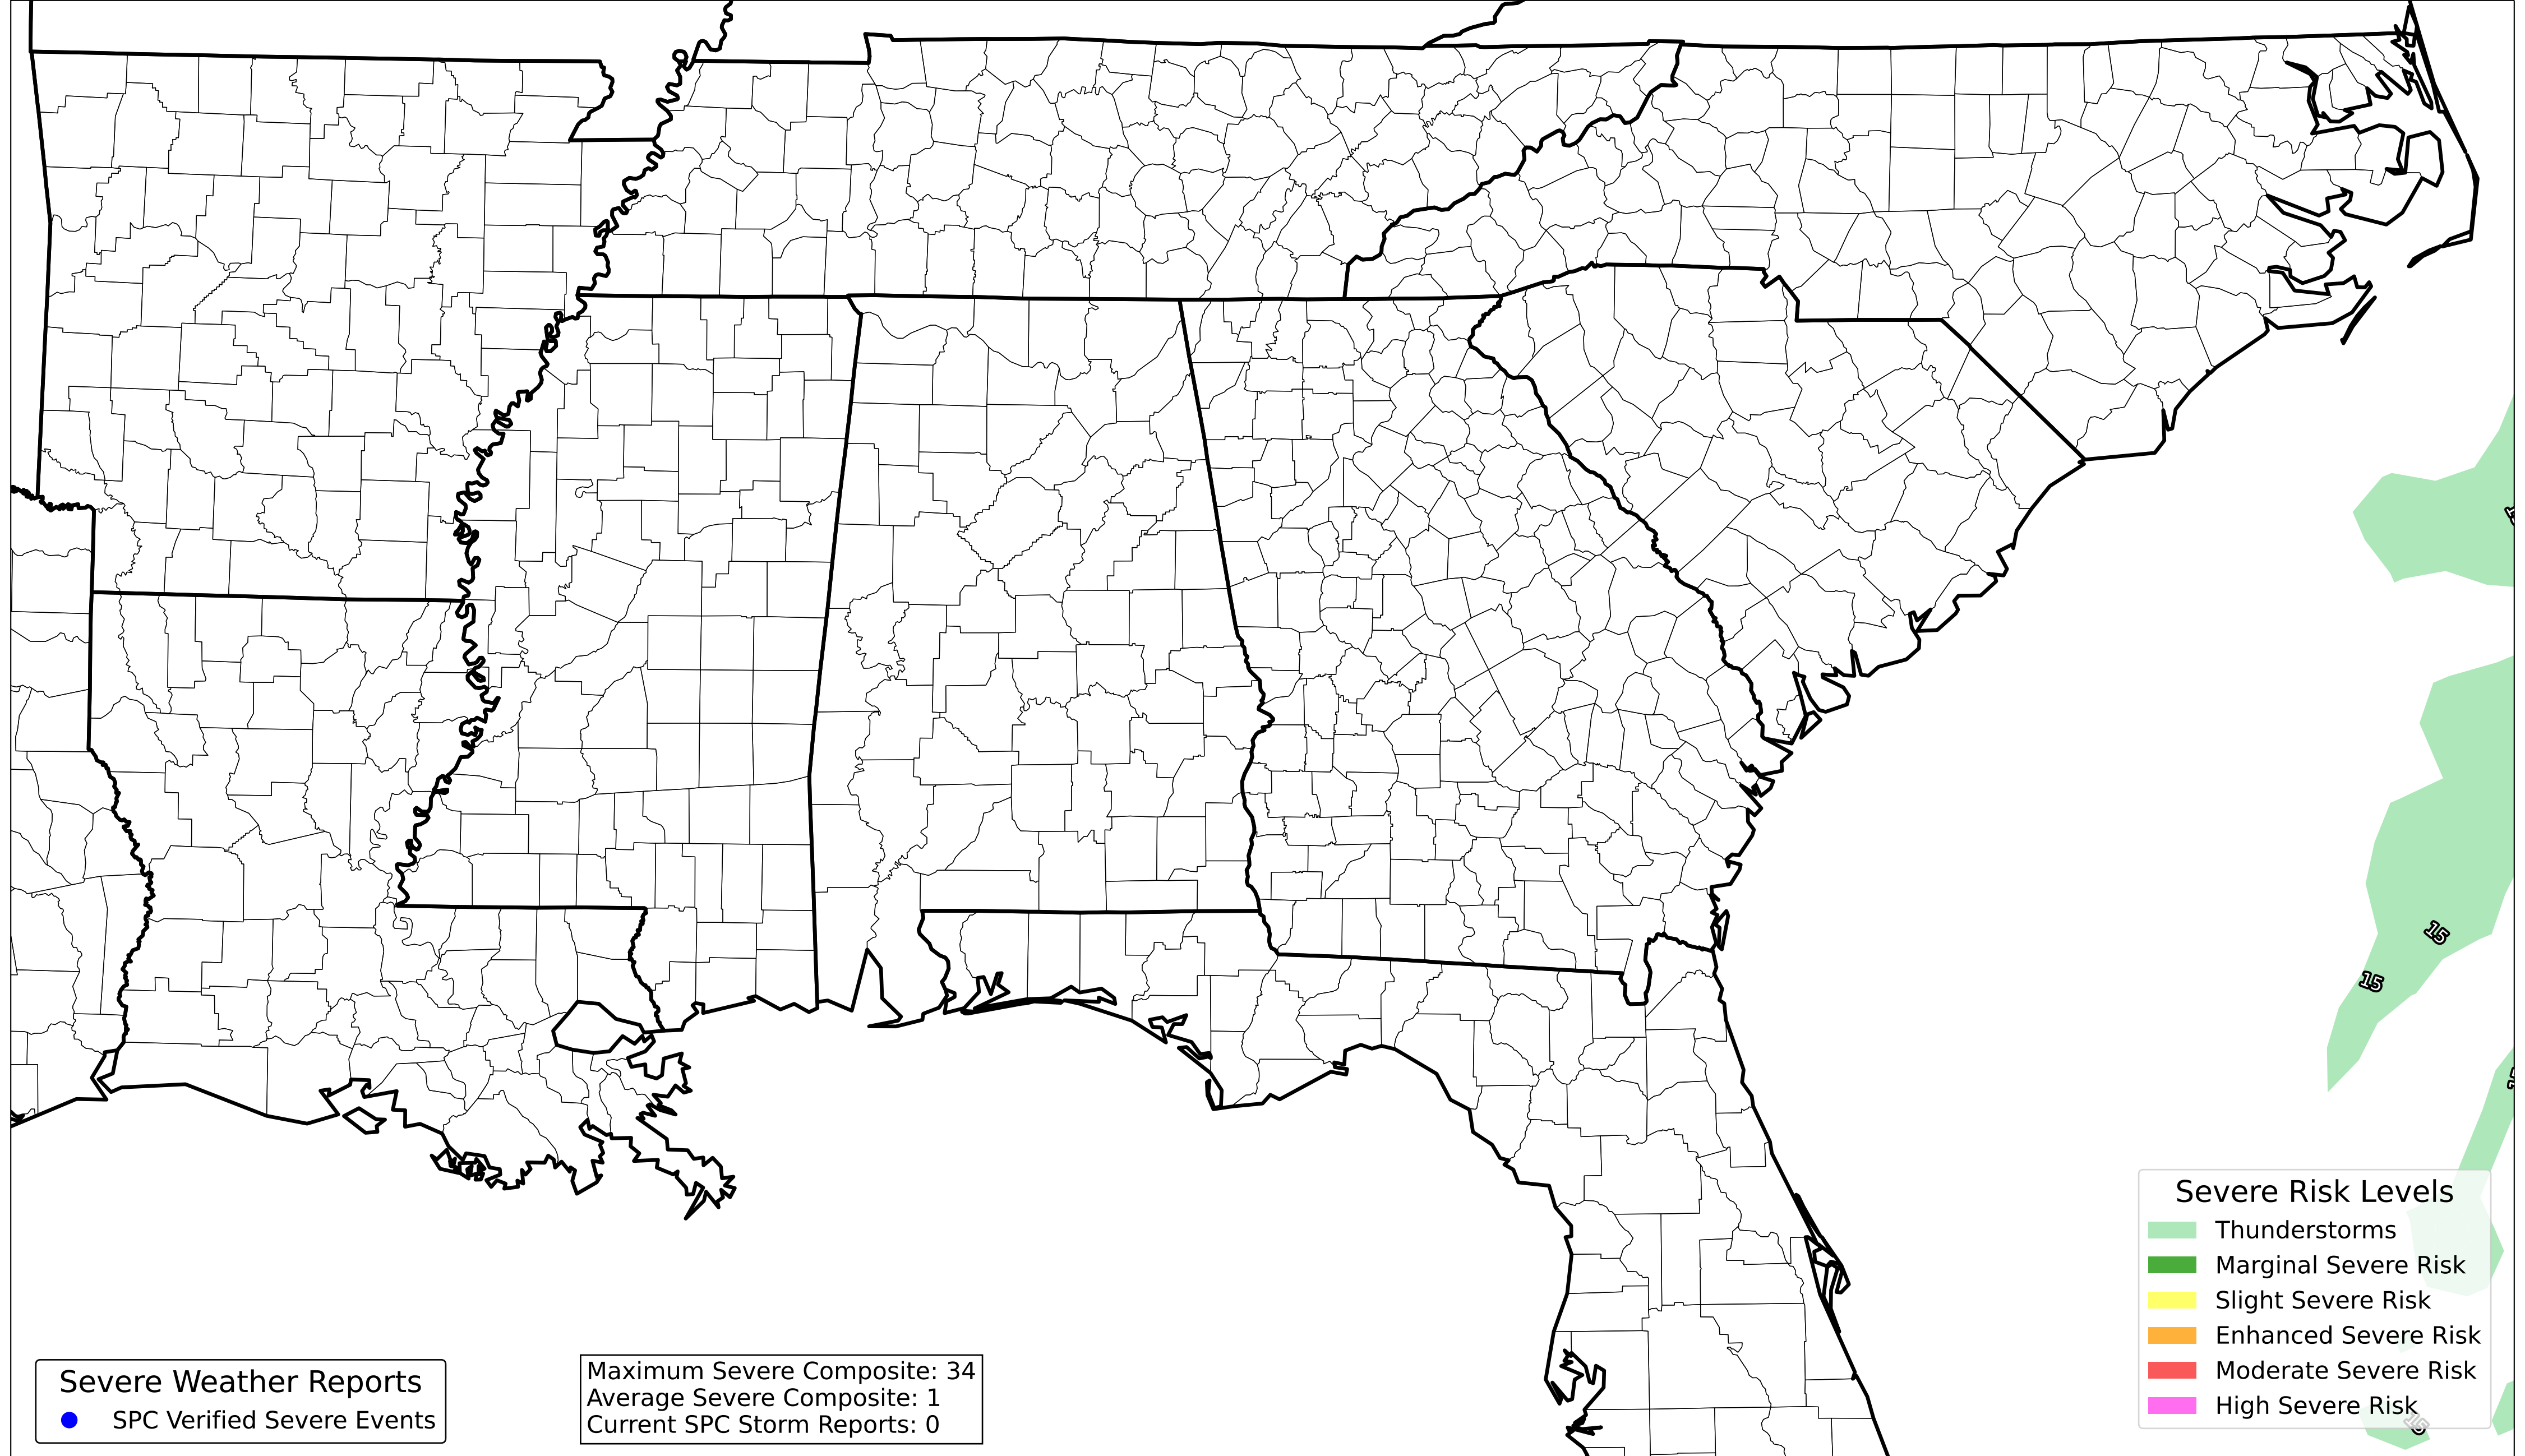 15
15
Severe Risk Levels
Thunderstorms
Marginal Severe Risk
Slight Severe Risk
Enhanced Severe Risk
Moderate Severe Risk
High Severe Risk
15
Severe Weather Reports
SPC Verified Severe Events
Maximum Severe Composite: 34
Average Severe Composite: 1
Current SPC Storm Reports: 0